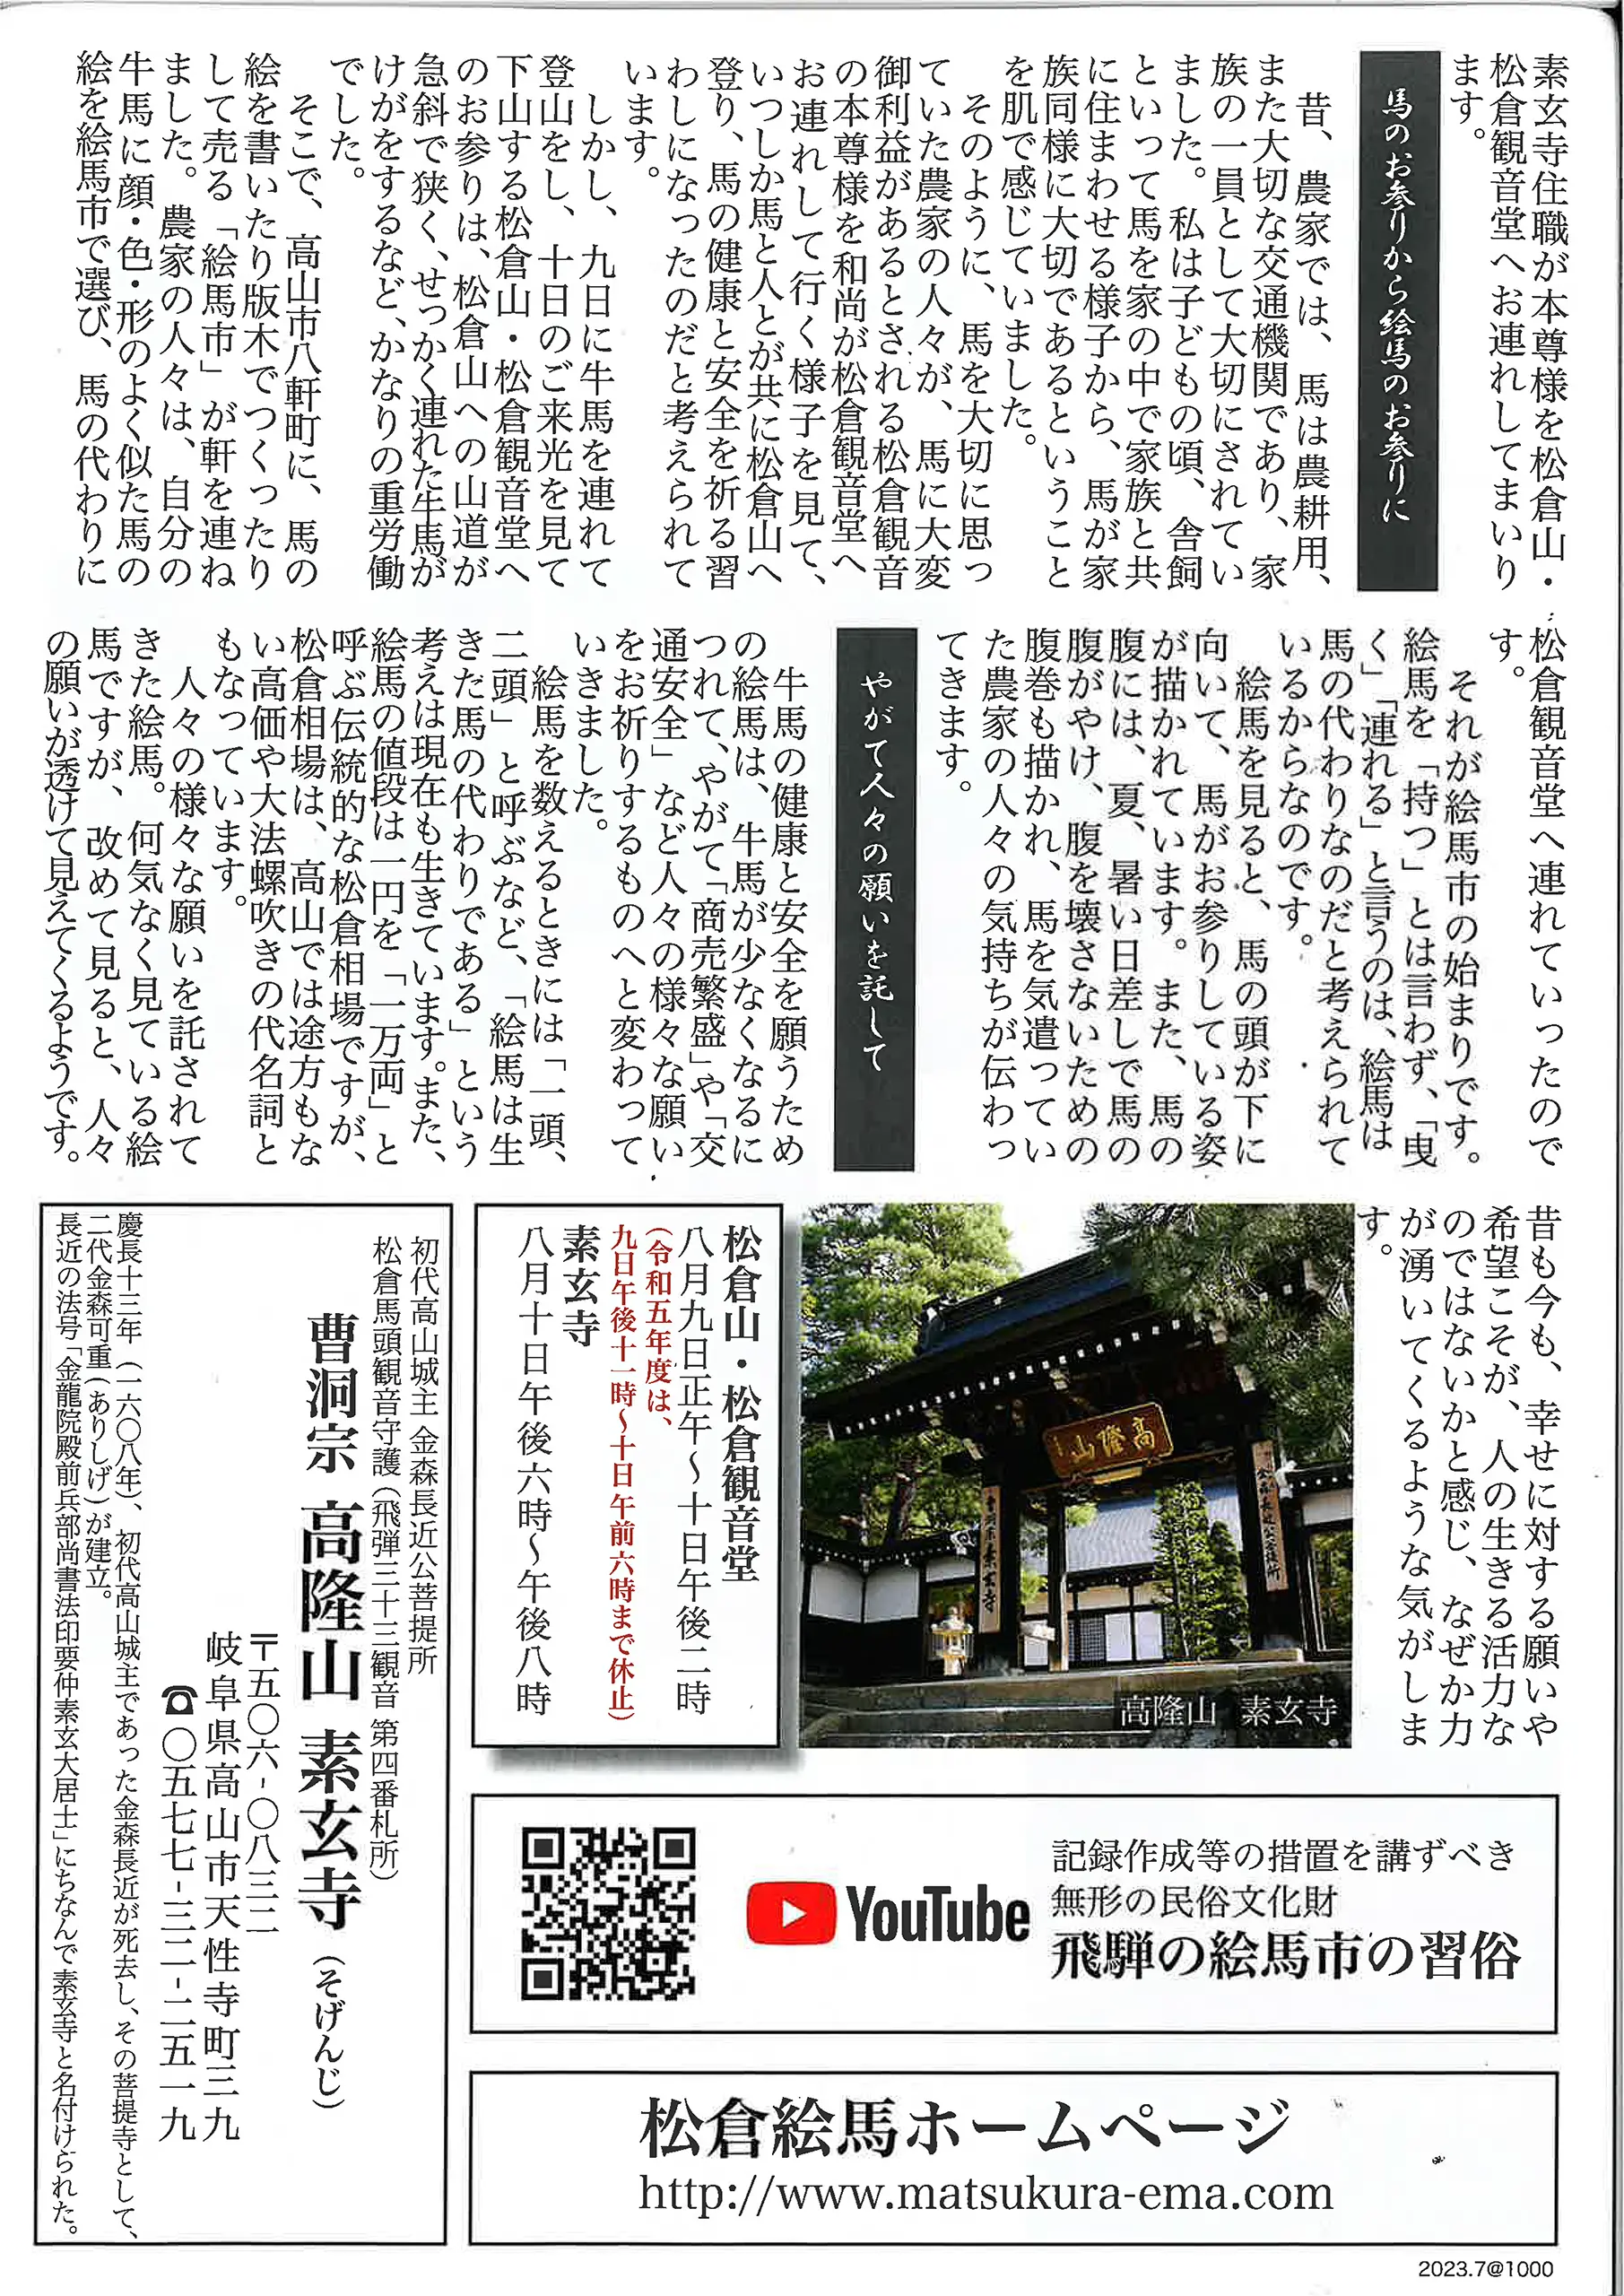 素玄寺住職が本尊様を松倉山・
松倉観音堂へお連れしてまいり
ます。
馬のお参りから絵馬のお参りに
昔、農家では、馬は農耕用、
また大切な交通機関であり、家
族の一員として大切にされてい
ました。私は子どもの頃、舎飼
といって馬を家の中で家族と共
に住まわせる様子から、馬が家
族同様に大切であるということ
を肌で感じていました。
そのように、馬を大切に思っ
ていた農家の人々が、馬に大変
御利益があるとされる松倉観音
の本尊様を和尚が松倉観音堂へ
お連れして行く様子を見て、
いつしか馬と人とが共に松倉山へ
登り、馬の健康と安全を祈る習
わしになったのだと考えられて
います。
しかし、九日に牛馬を連れて
登山をし、十日のご来光を見て
下山する松倉山・松倉観音堂へ
のお参りは、松倉山への山道が
急斜で狭く、せっかく連れた牛馬が
けがをするなど、かなりの重労働
でした。
そこで、高山市八軒町に、馬の
絵を書いたり版木でつくったり
して売る「絵馬市」が軒を連ね
ました。農家の人々は、自分の
牛馬に顔・色・形のよく似た馬の
絵を絵馬市で選び、馬の代わりに
松倉観音堂へ連れていったので
す。
それが絵馬市の始まりです。
絵馬を「持つ」とは言わず、「曳
く」「連れる」と言うのは、絵馬は
馬の代わりなのだと考えられて
いるからなのです。
絵馬を見ると、馬の頭が下に
向いて、馬がお参りしている姿
が描かれています。また、馬の
腹には、夏、暑い日差しで馬の
腹がやけ、腹を壊さないための
腹巻も描かれ、馬を気遣ってい
た農家の人々の気持ちが伝わっ
てきます。
やがて人々の願いを託して
牛馬の健康と安全を願うため
の絵馬は、牛馬が少なくなるに
つれて、やがて「商売繁盛」や「交
通安全」など人々の様々な願い
をお祈りするものへと変わって
いきました。
絵馬を数えるときには「一頭、
二頭」と呼ぶなど、「絵馬は生
きた馬の代わりである」という
考えは現在も生きています。また、
絵馬の値段は一円を「一万両」と
呼ぶ伝統的な松倉相場ですが、
松倉相場は、高山では途方もな
い高価や大法螺吹きの代名詞と
もなっています。
人々の様々な願いを託されて
きた絵馬。何気なく見ている絵
馬ですが、改めて見ると、人々
の願いが透けて見えてくるようです。
昔も今も、幸せに対する願いや
希望こそが、人の生きる活力な
のではないかと感じ、なぜか力
が湧いてくるような気がしま
す。
高隆山
高隆山 素玄寺
松倉山・松倉観音堂
八月九日正午～十日午後二時
（令和五年度は、
九日午後十一時～十日午前六時まで休止）
素玄寺
八月十日午後六時～午後八時
記録作成等の措置を講ずべき
無形の民俗文化財
飛騨の絵馬市の習俗
YouTube
松倉絵馬ホームページ
http://www.matsukura-ema.com
初代高山城主 金森長近公菩提所
松倉馬頭観音守護（飛弾三十三観音 第四番札所）
曹洞宗 高隆山 素玄寺（そげんじ）
〒五〇六-〇八三二
岐阜県高山市天性寺町三九
☎〇五七七-三二-二五一九
慶長十三年（一六〇八年）、初代高山城主であった金森長近が死去し、その菩提寺として、
二代金森可重（ありしげ）が建立。
長近の法号「金龍院殿前兵部尚書法印要仲素玄大居士」にちなんで素玄寺と名付けられた。
2023.7@1000